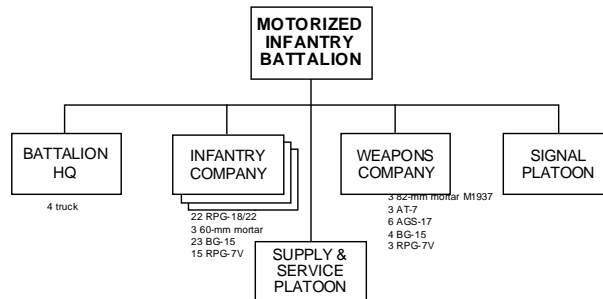 MOTORIZED
INFANTRY
BATTALION
BATTALION
HQ
4 truck
INFANTRY
COMPANY
22 RPG-18/22
3 60-mm mortar
23 BG-15
15 RPG-7V
SUPPLY &
SERVICE
PLATOON
WEAPONS
COMPANY
3 82-mm mortar M1937
3 AT-7
6 AGS-17
4 BG-15
3 RPG-7V
SIGNAL
PLATOON